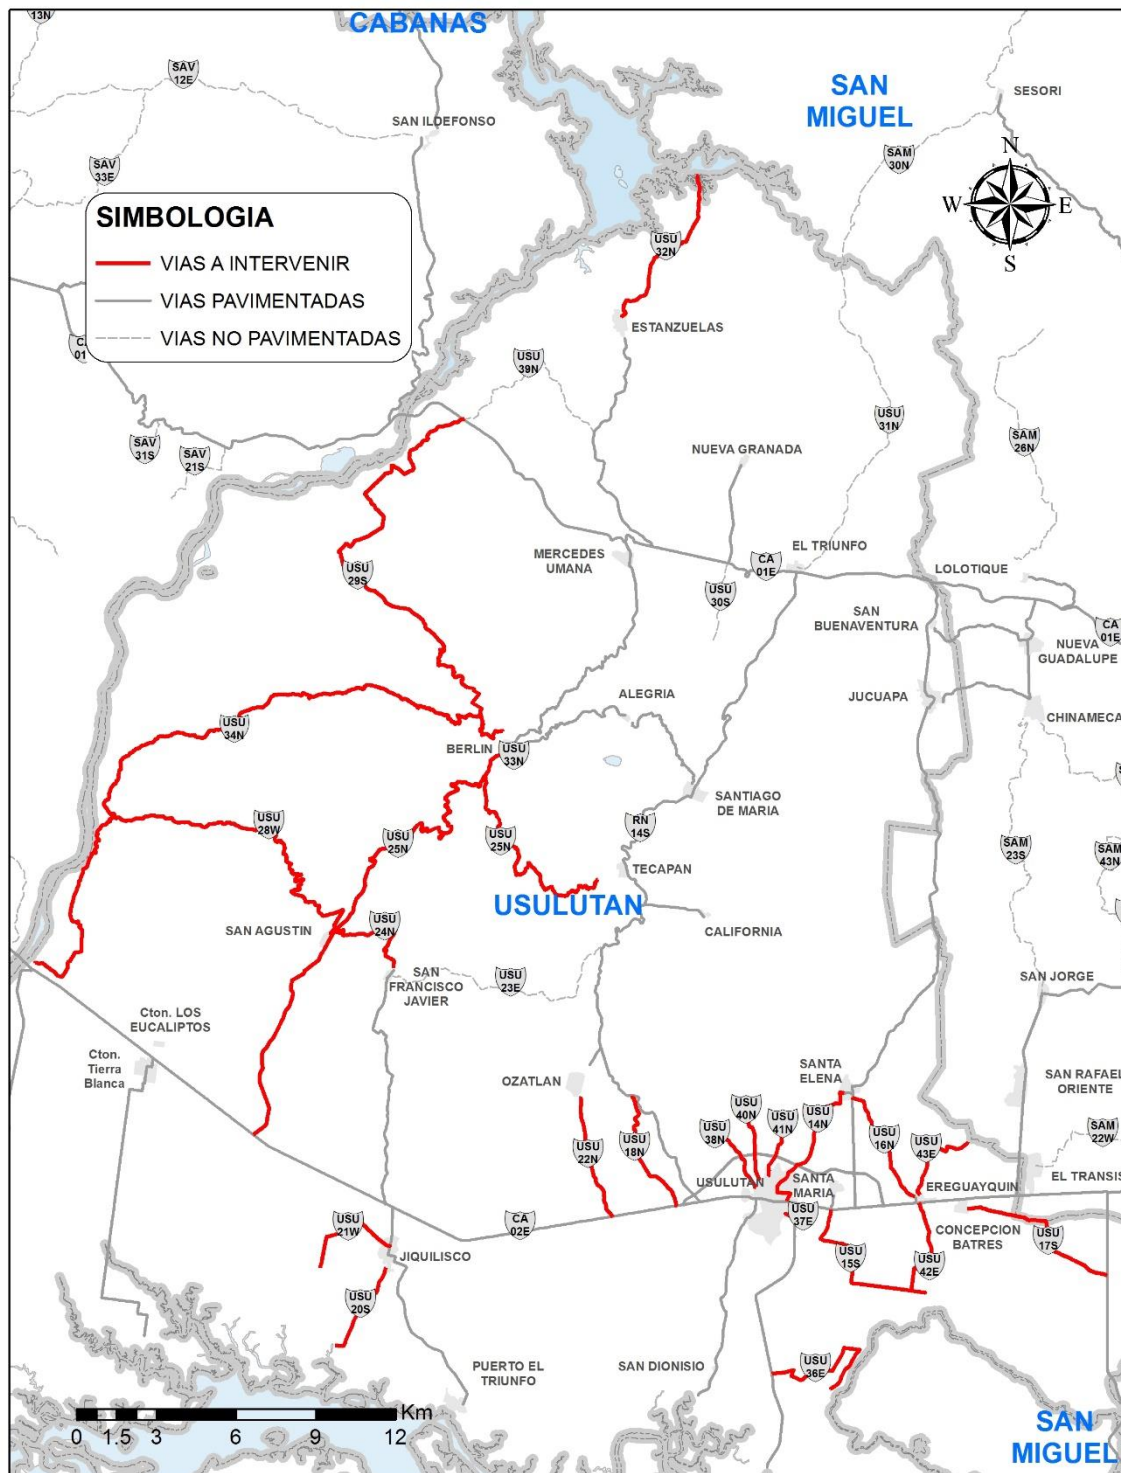 13N
CABANAS
SAV
12E
SAN
MIGUEL
SESORI
SAN ILDEFONSO
SAM
30N
SAV
33E
N
W
E
S
SIMBOLOGIA
VIAS A INTERVENIR
VIAS PAVIMENTADAS
VIAS NO PAVIMENTADAS
USU
32N
ESTANZUELAS
01
USU
39N
USU
31N
SAV
31S
SAV
21S
NUEVA GRANADA
SAM
26N
MERCEDES
UMANA
EL TRIUNFO
CA
01E
LOLOTIQUE
USU
29S
USU
30S
SAN
BUENAVENTURA
CA
01E
NUEVA
GUADALUPE
ALEGRIA
JUCUAPA
CHINAMECA
USU
34N
BERLIN
USU
33N
SANTIAGO
DE MARIA
USU
28W
USU
25N
USU
25N
RN
14S
SAM
23S
SAM
43N
TECAPAN
USULUTAN
SAN AGUSTIN
USU
24N
CALIFORNIA
SAN
FRANCISCO
JAVIER
USU
23E
SAN JORGE
Cton. LOS
EUCALIPTOS
Cton.
Tierra
Blanca
OZATLAN
SANTA
ELENA
SAN RAFAEL
ORIENTE
USU
40N
USU
41N
USU
14N
USU
38N
USU
22N
USU
18N
USU
16N
USU
43E
SAM
22W
EL TRANSIS
USULUTAN
SANTA
MARIA
EREGUAYQUIN
USU
37E
CA
02E
USU
21W
CONCEPCION
BATRES
USU
17S
JIQUILISCO
USU
15S
USU
42E
USU
20S
PUERTO EL
TRIUNFO
SAN DIONISIO
USU
36E
Km
0 1.5 3 6 9 12
SAN
MIGUEL